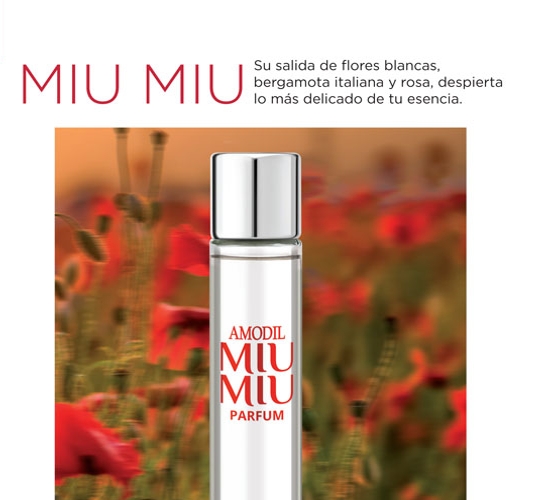 MIU MIU
Su salida de flores blancas,
bergamota italiana y rosa, despierta
lo más delicado de tu esencia.
AMODIL
MIU
MIU
PARFUM